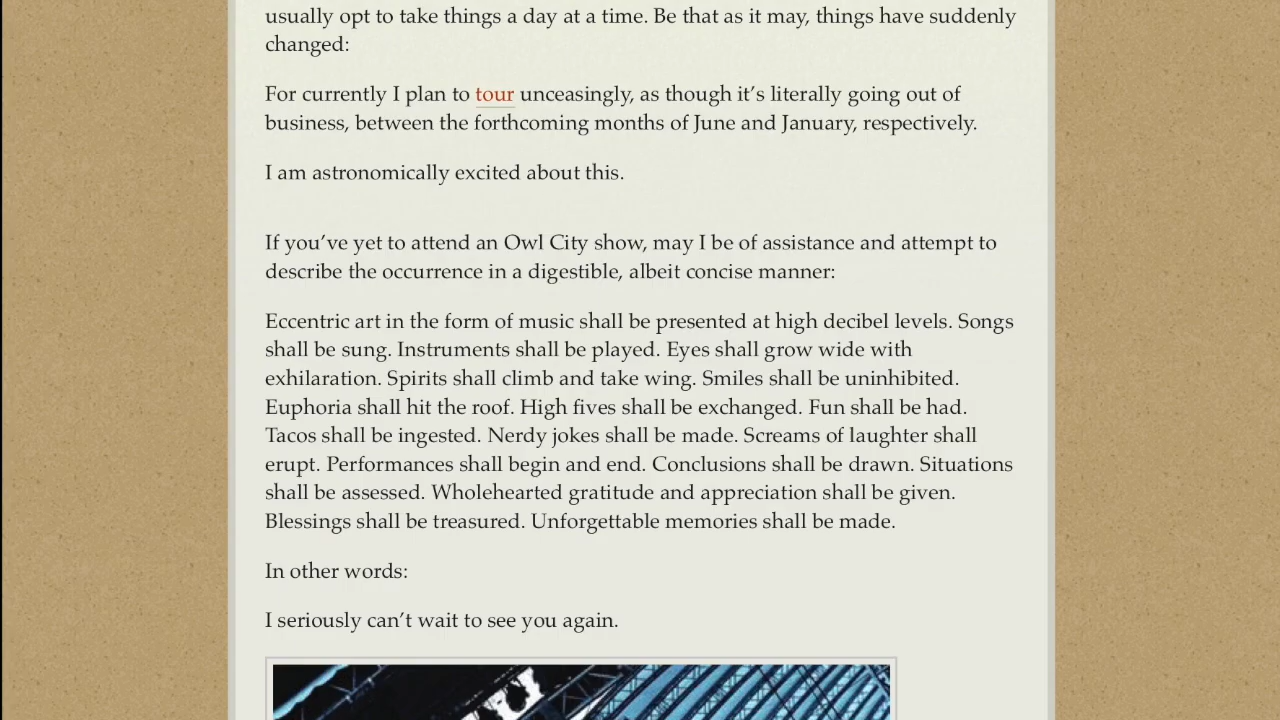 usually opt to take things a day at a time. Be that as it may, things have suddenly
changed:
For currently I plan to tour unceasingly, as though it’s literally going out of
business, between the forthcoming months of June and January, respectively.
I am astronomically excited about this.
If you’ve yet to attend an Owl City show, may I be of assistance and attempt to
describe the occurrence in a digestible, albeit concise manner:
Eccentric art in the form of music shall be presented at high decibel levels. Songs
shall be sung. Instruments shall be played. Eyes shall grow wide with
exhilaration. Spirits shall climb and take wing. Smiles shall be uninhibited.
Euphoria shall hit the roof. High fives shall be exchanged. Fun shall be had.
Tacos shall be ingested. Nerdy jokes shall be made. Screams of laughter shall
erupt. Performances shall begin and end. Conclusions shall be drawn. Situations
shall be assessed. Wholehearted gratitude and appreciation shall be given.
Blessings shall be treasured. Unforgettable memories shall be made.
In other words:
I seriously can’t wait to see you again.